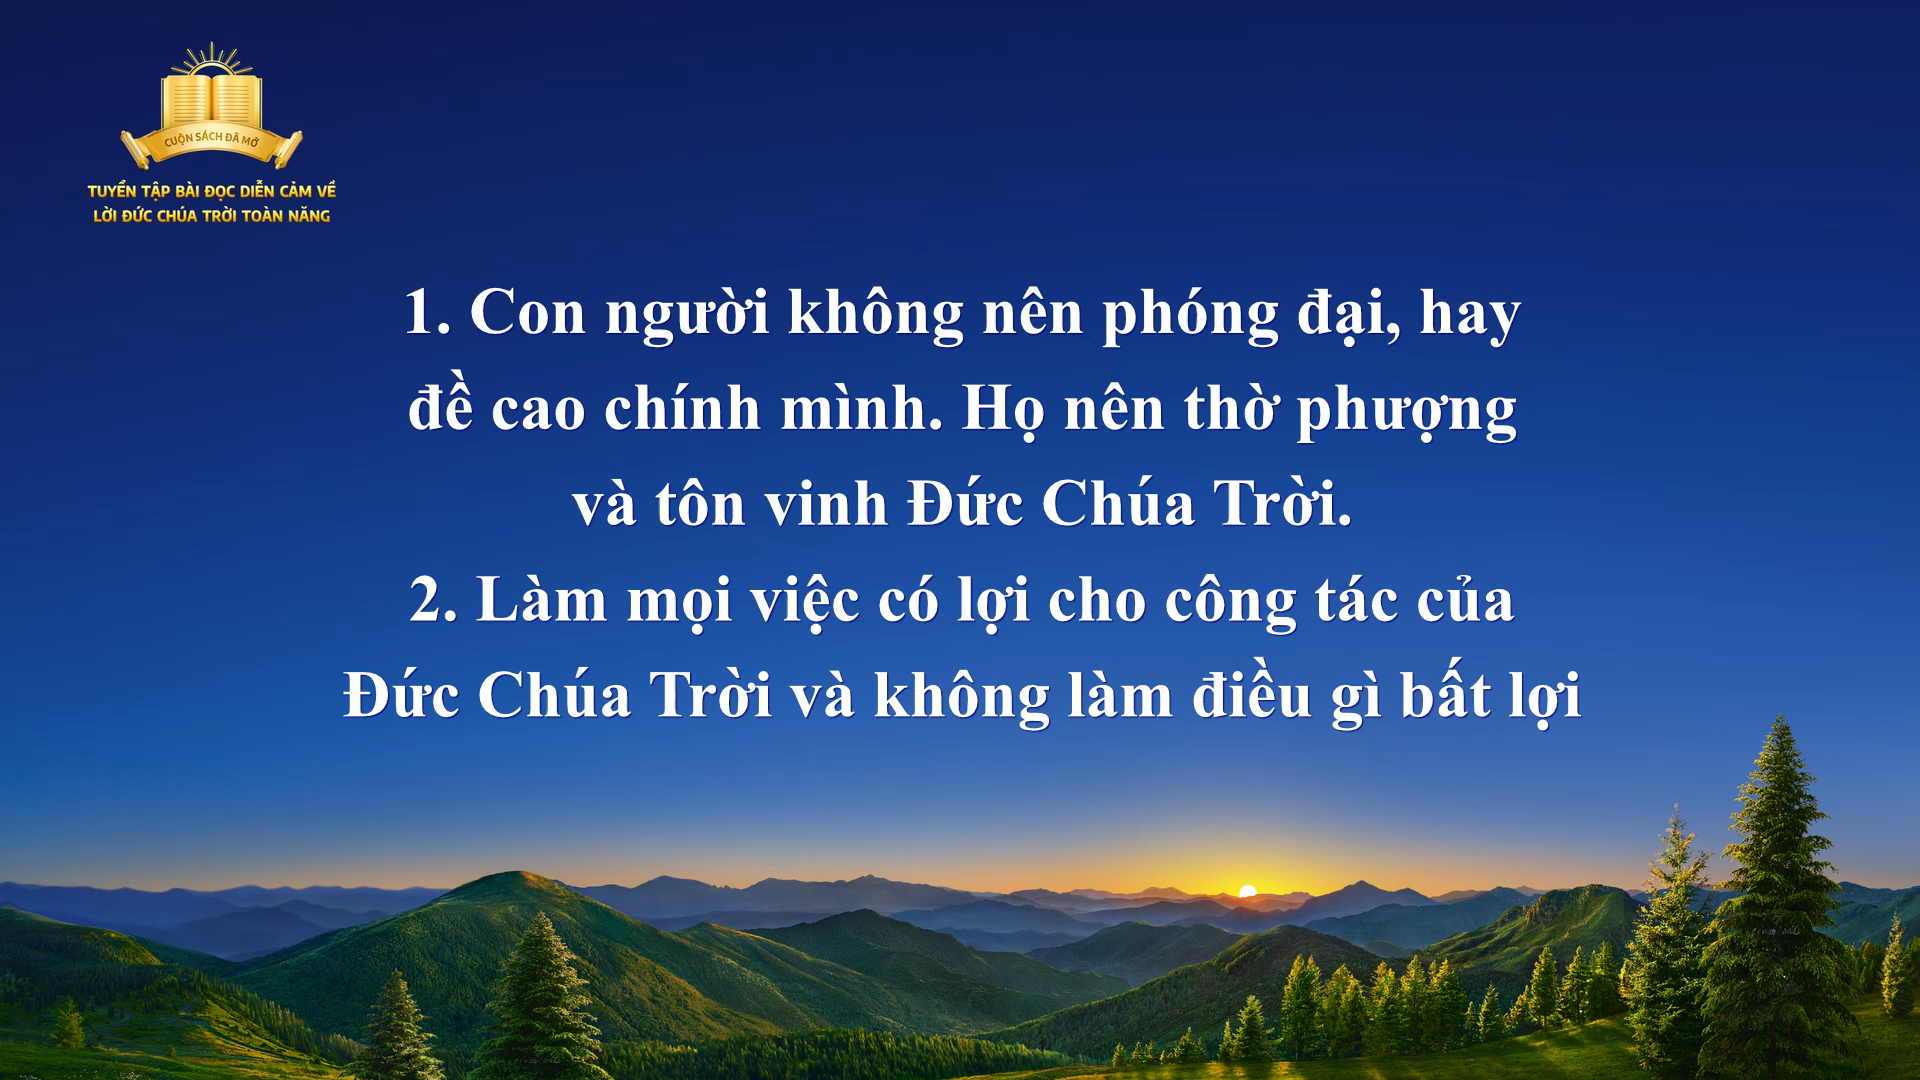 CUỘN SÁCH ĐÃ MỞ
TUYỂN TẬP BÀI ĐỌC DIỄN CẢM VỀ
LỜI ĐỨC CHÚA TRỜI TOÀN NĂNG
1. Con người không nên phóng đại, hay
đề cao chính mình. Họ nên thờ phượng
và tôn vinh Đức Chúa Trời.
2. Làm mọi việc có lợi cho công tác của
Đức Chúa Trời và không làm điều gì bất lợi